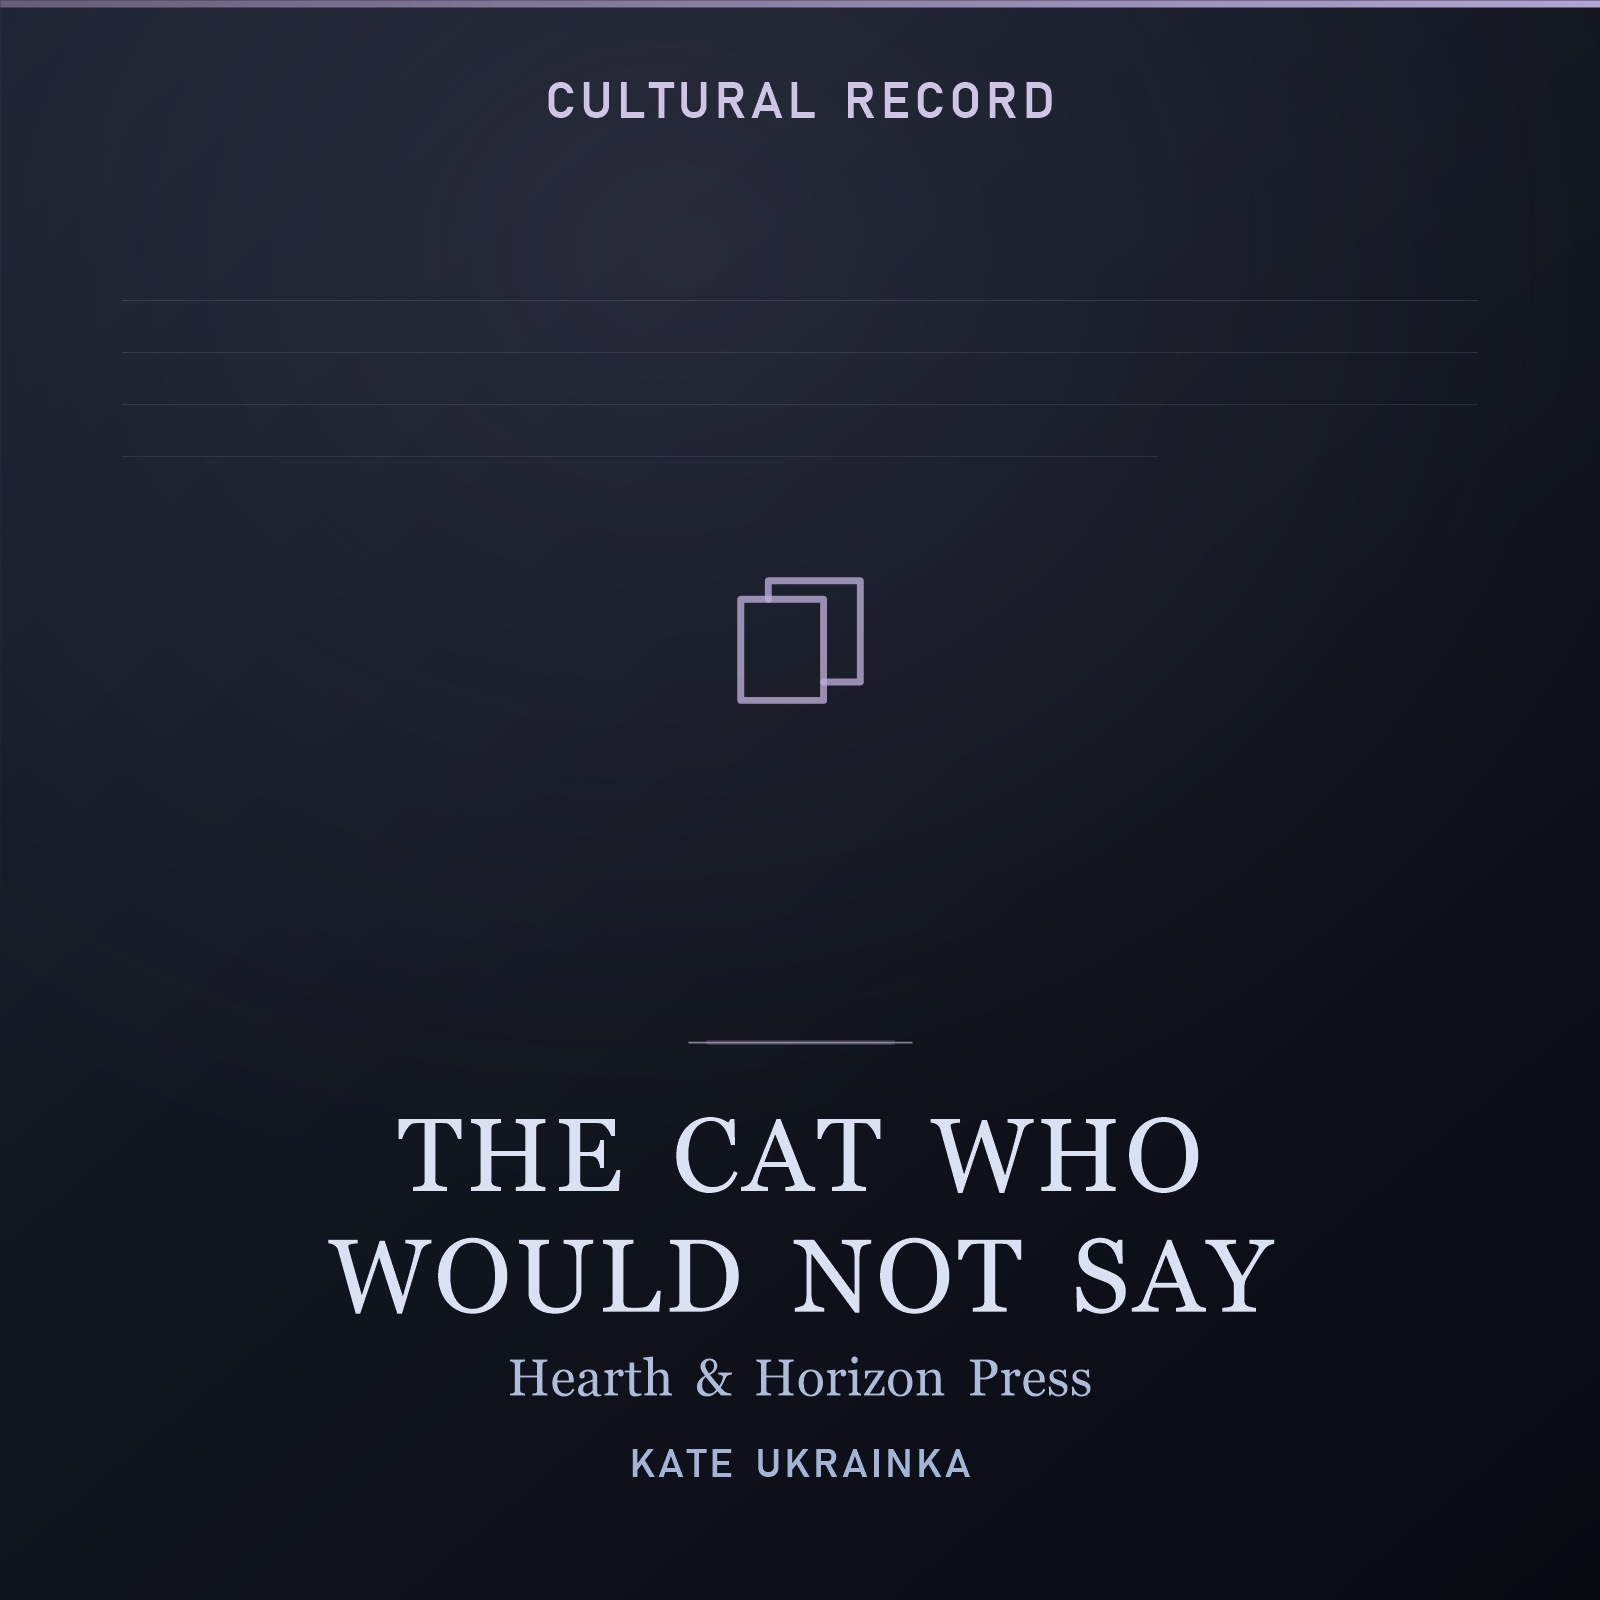 CULTURAL RECORD
THE CAT WHO
WOULD NOT SAY
Hearth & Horizon Press
KATE UKRAINKA